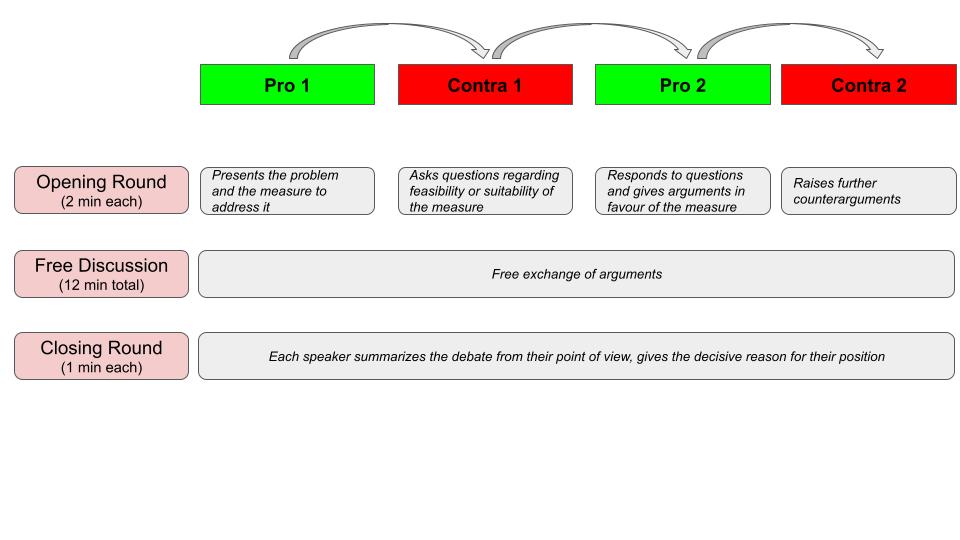 Pro 1
Contra 1
Pro 2
Contra 2
Opening Round
(2 min each)
Presents the problem
and the measure to
address it
Asks questions regarding
feasibility or suitability of
the measure
Responds to questions
and gives arguments in
favour of the measure
Raises further
counterarguments
Free Discussion
(12 min total)
Free exchange of arguments
Closing Round
(1 min each)
Each speaker summarizes the debate from their point of view, gives the decisive reason for their position